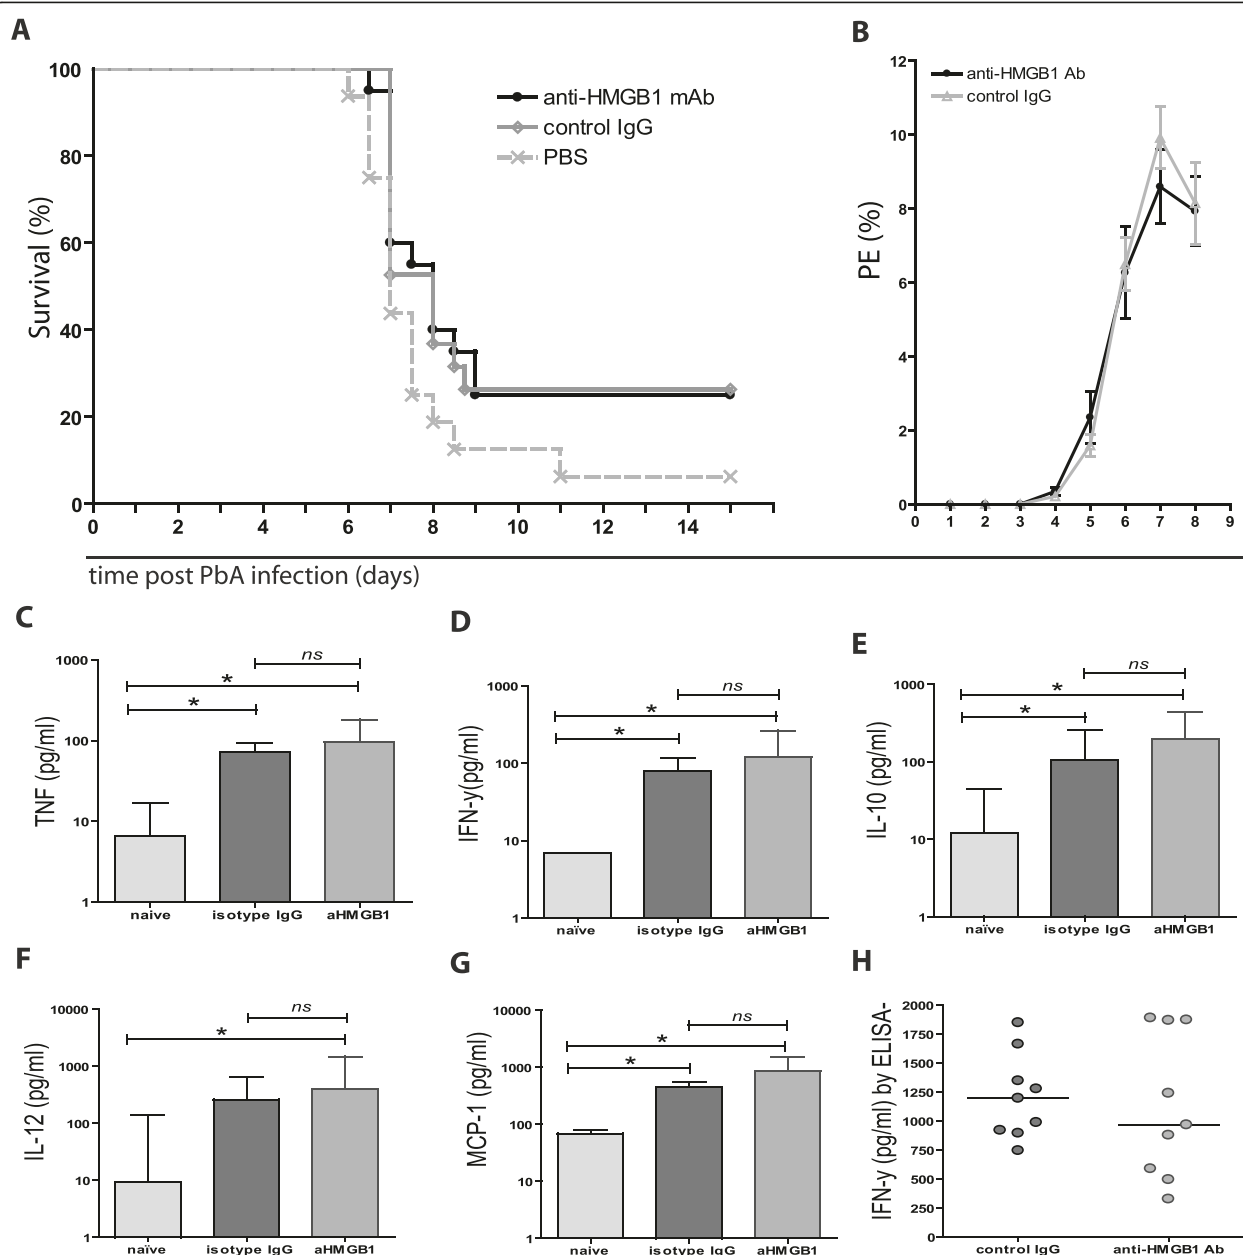 A
Survival (%)
100
80
60
40
20
0
0 2 4 6 8 10 12 14
anti-HMGB1 mAb
control IgG
PBS
B
PE (%)
12
10
8
6
4
2
0
0 1 2 3 4 5 6 7 8 9
anti-HMGB1 Ab
control IgG
time post PbA infection (days)
C
TNF (pg/ml)
1000
100
10
1
ns
*
*
naive isotype IgG aHMGB1
D
IFN-y(pg/ml)
1000
100
10
1
ns
*
*
naïve isotype IgG aHMGB1
E
IL-10 (pg/ml)
1000
100
10
1
ns
*
*
naïve isotype IgG aHMGB1
F
IL-12 (pg/ml)
10000
1000
100
10
1
ns
*
naïve isotype IgG aHMGB1
G
MCP-1 (pg/ml)
10000
1000
100
10
1
ns
*
*
naive isotype IgG aHMGB1
H
IFN-y (pg/ml) by ELISA-
2000
1750
1500
1250
1000
750
500
250
0
control IgG anti-HMGB1 Ab